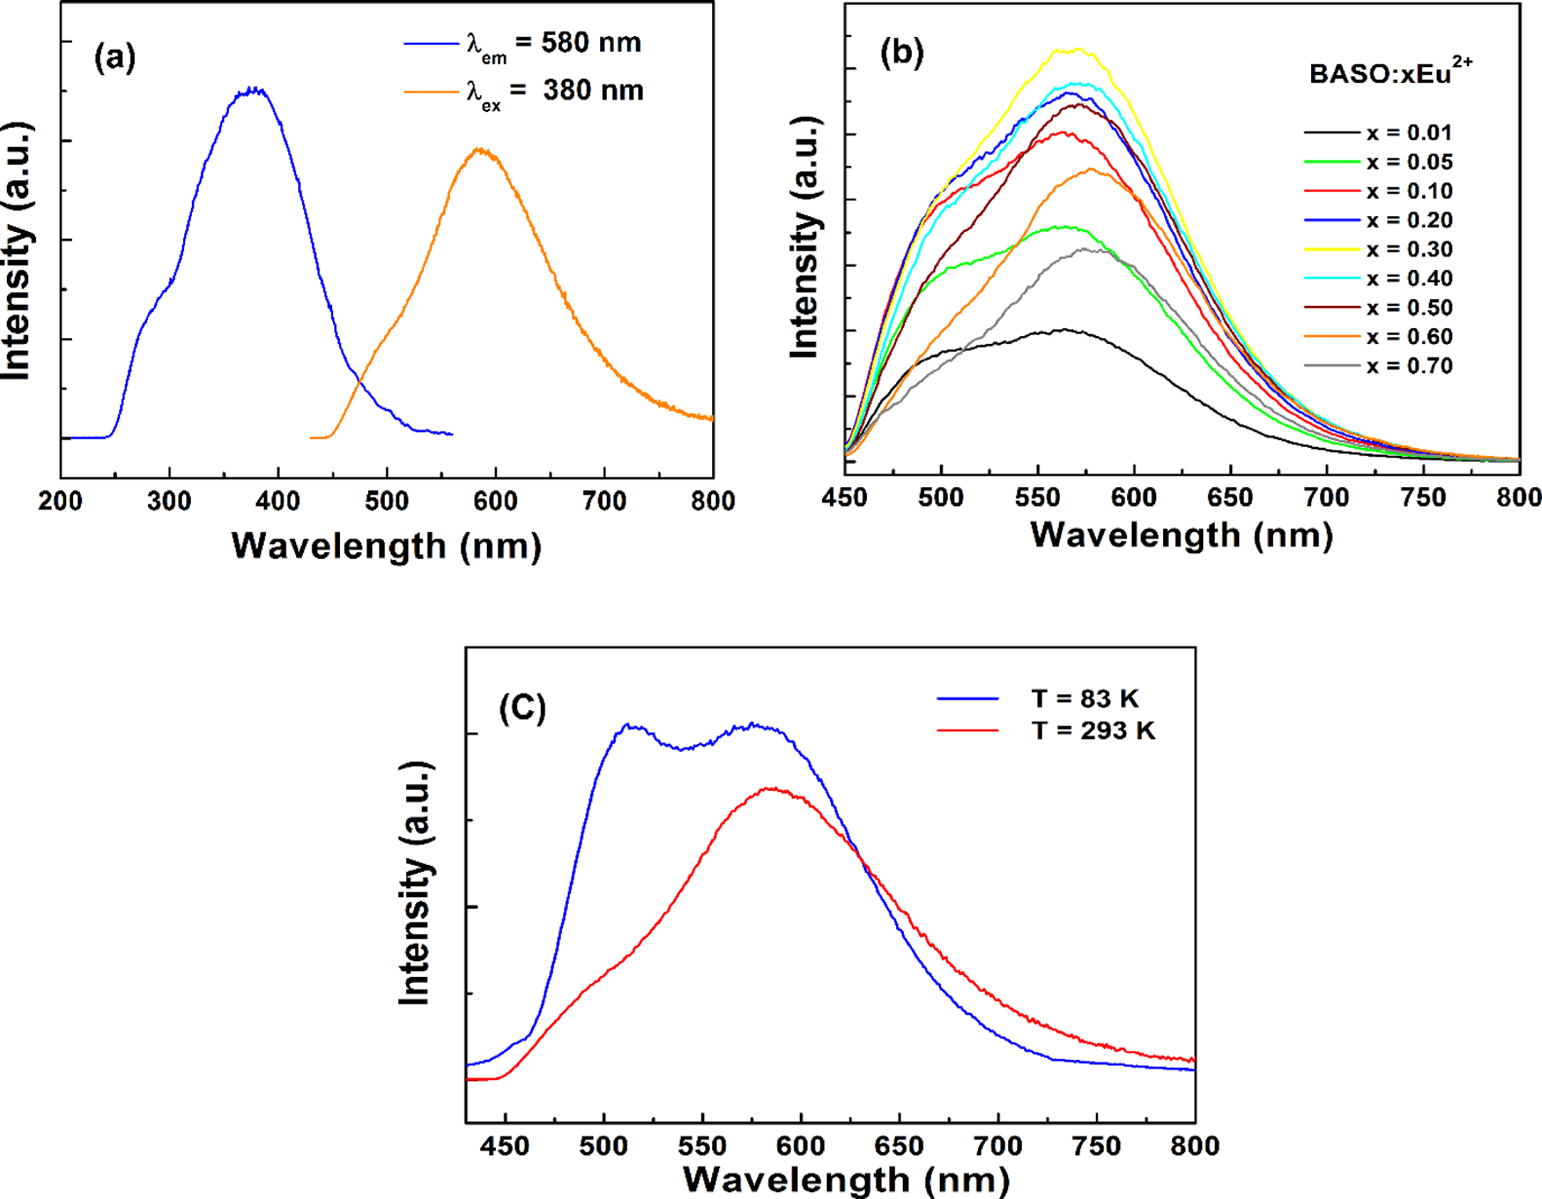 (a)
λem = 580 nm
λex = 380 nm
Intensity (a.u.)
200 300 400 500 600 700 800
Wavelength (nm)
(b)
BASO:xEu2+
x = 0.01
x = 0.05
x = 0.10
x = 0.20
x = 0.30
x = 0.40
x = 0.50
x = 0.60
x = 0.70
Intensity (a.u.)
450 500 550 600 650 700 750 800
Wavelength (nm)
(C)
T = 83 K
T = 293 K
Intensity (a.u.)
450 500 550 600 650 700 750 800
Wavelength (nm)